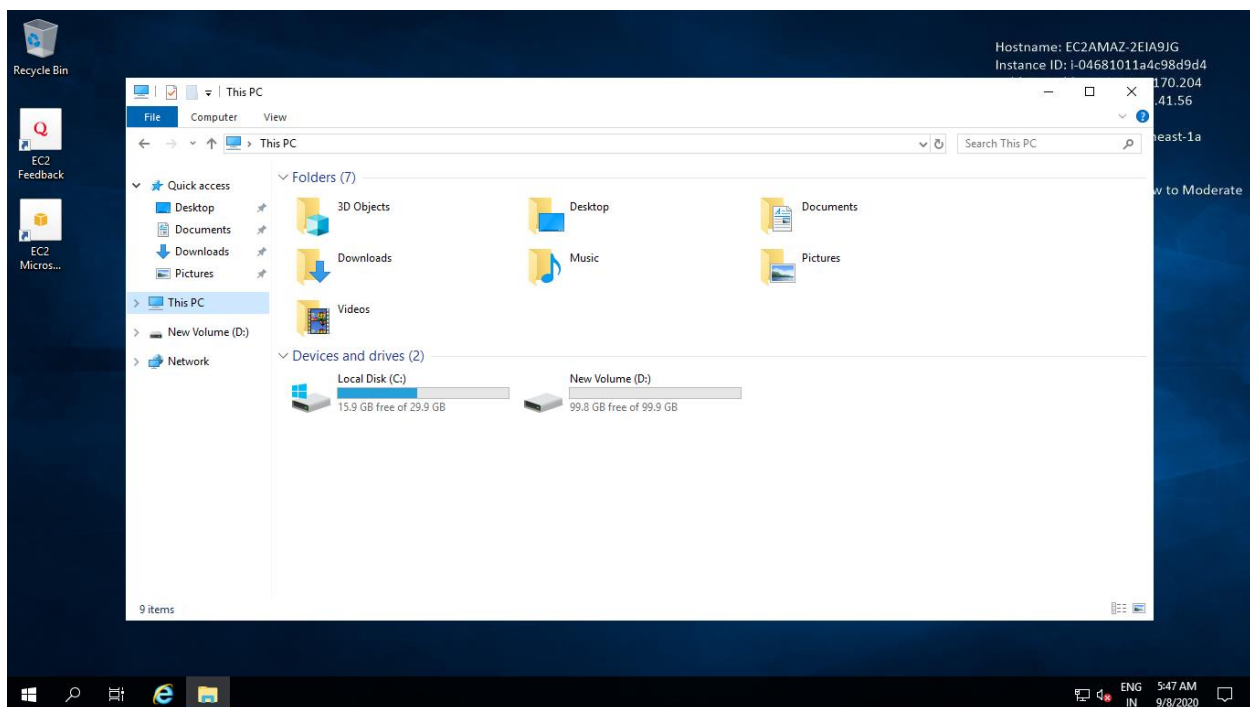 Recycle Bin
EC2
Feedback
EC2
Micros...
Hostname: EC2AMAZ-2EIA9JG
Instance ID: i-04681011a4c98d9d4
170.204
.41.56
neast-1a
w to Moderate
This PC
File Computer View
This PC
Search This PC
Quick access
Desktop
Documents
Downloads
Pictures
This PC
New Volume (D:)
Network
Folders (7)
3D Objects
Desktop
Documents
Downloads
Music
Pictures
Videos
Devices and drives (2)
Local Disk (C:)
15.9 GB free of 29.9 GB
New Volume (D:)
99.8 GB free of 99.9 GB
9 items
ENG
IN
5:47 AM
9/8/2020